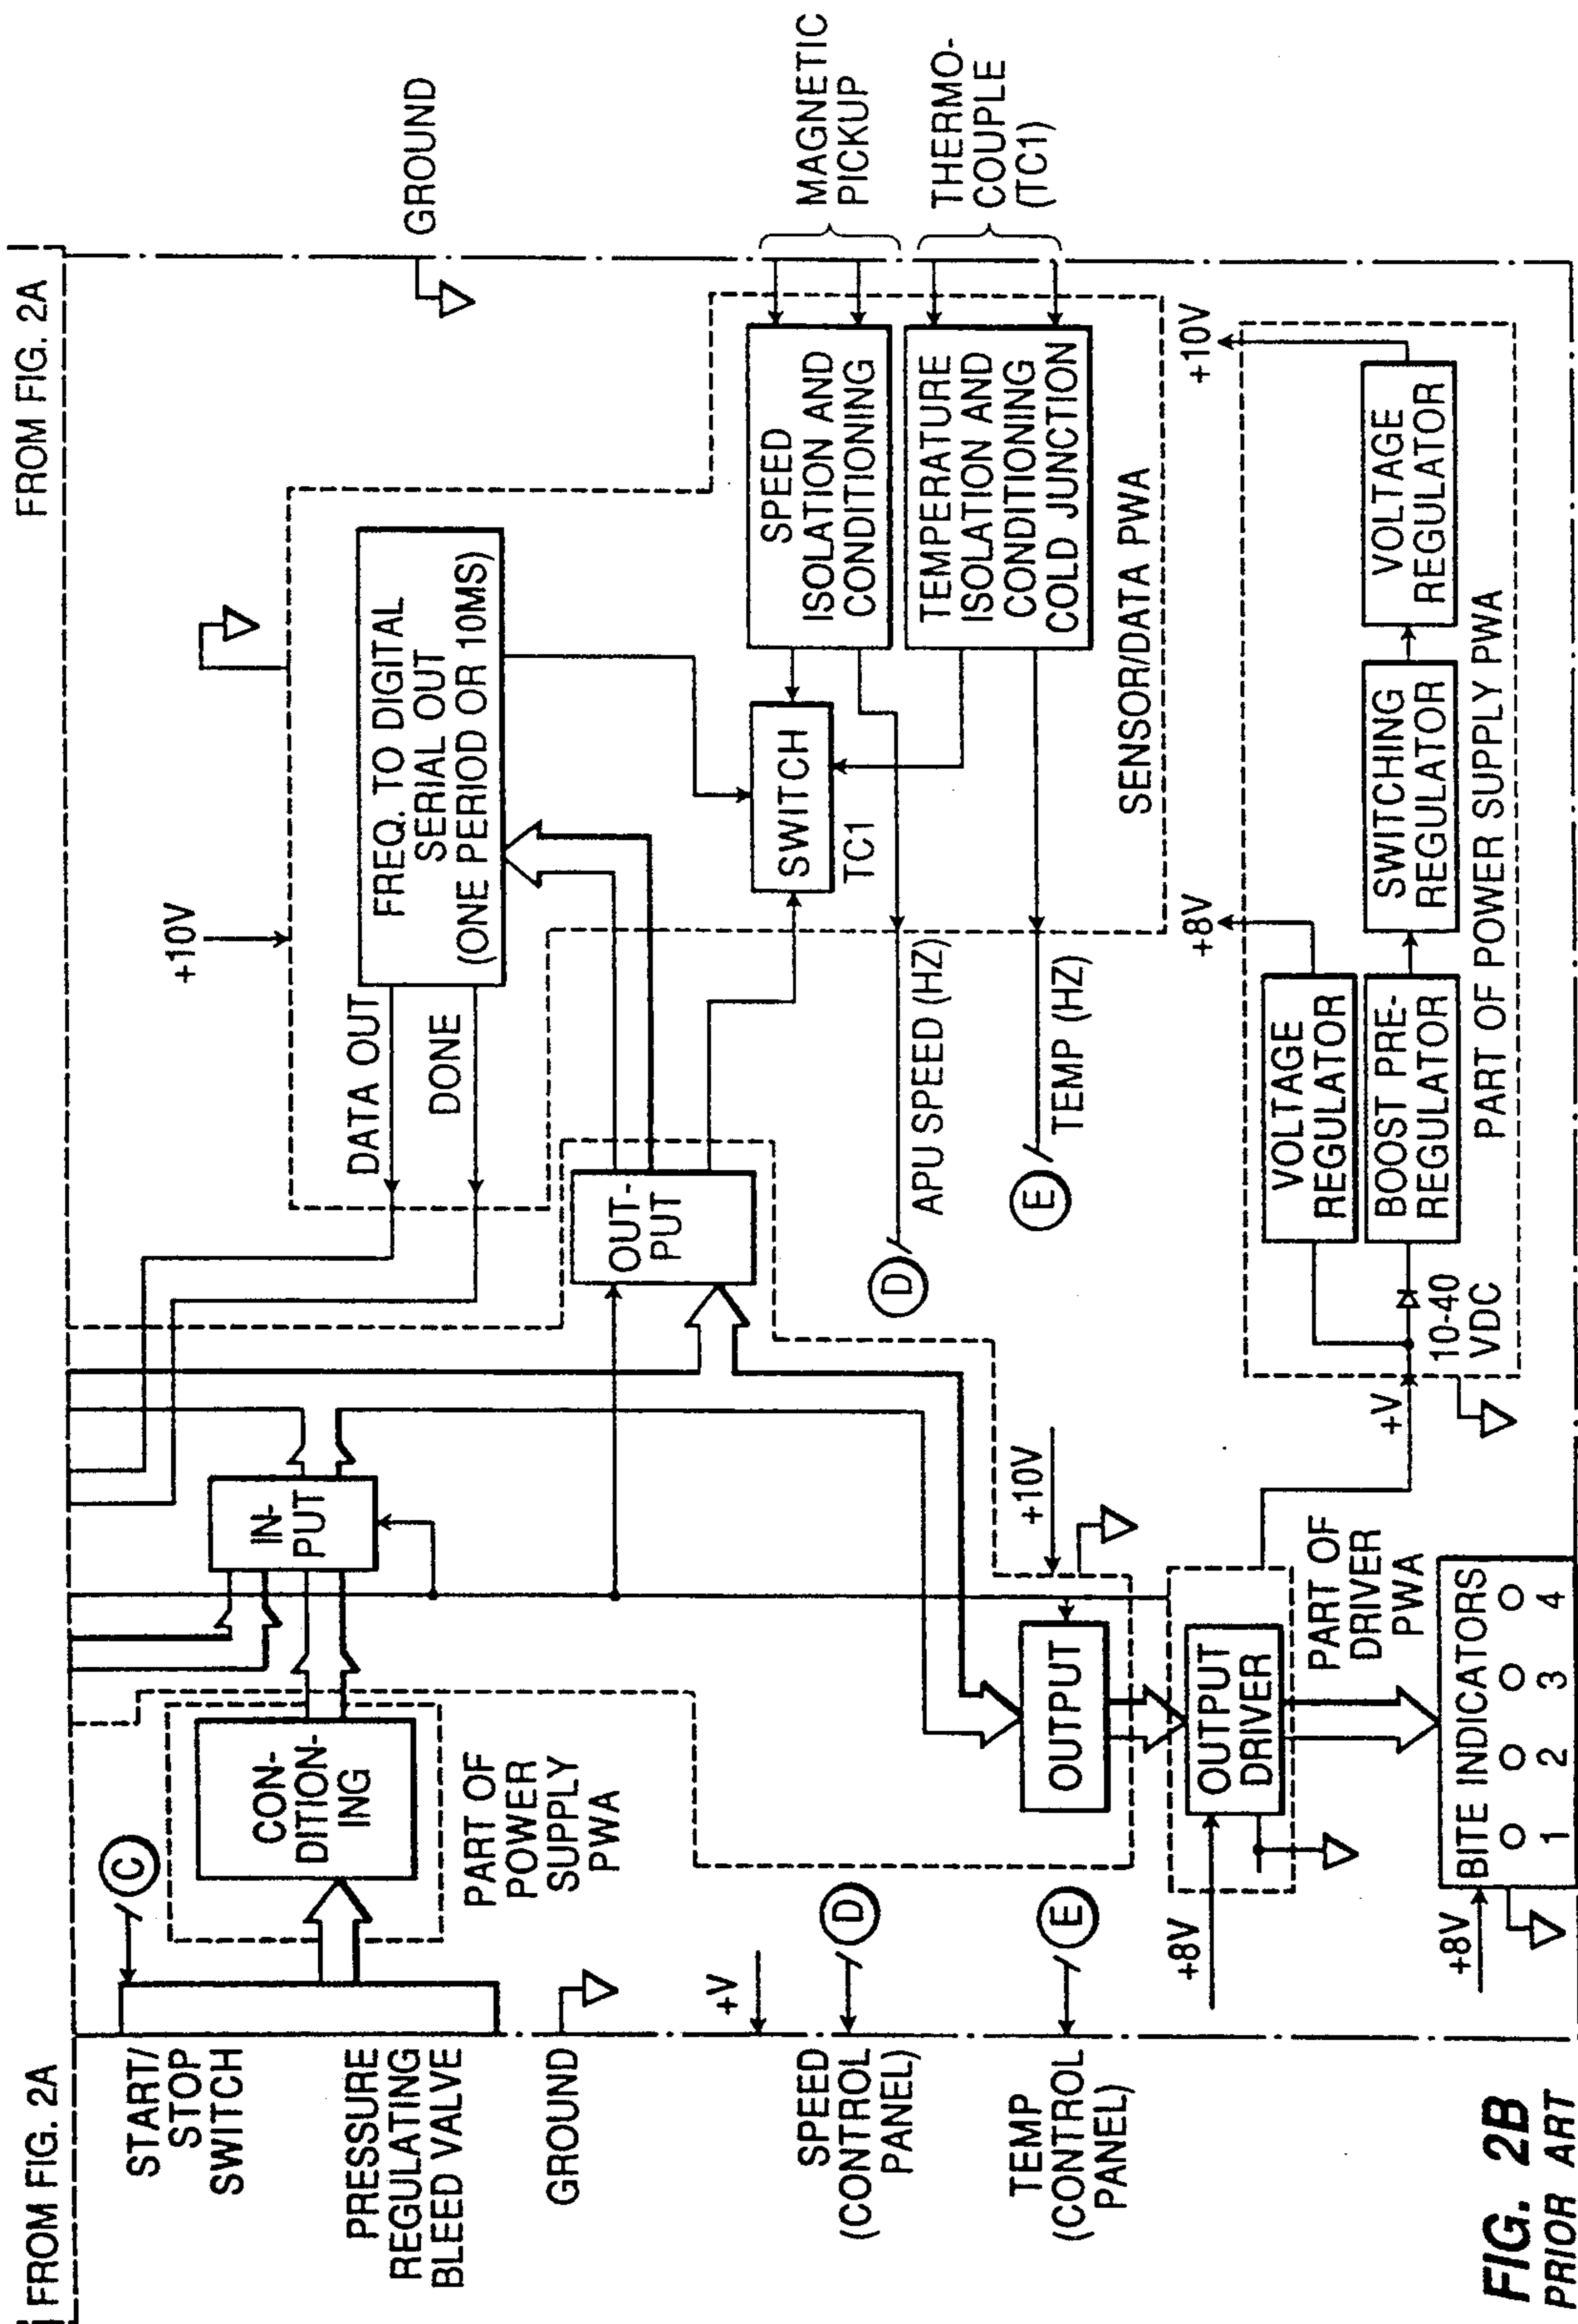 FROM FIG. 2A
FROM FIG. 2A
START/
STOP
SWITCH
PRESSURE
REGULATING
BLEED VALVE
GROUND
SPEED
(CONTROL
PANEL)
TEMP
(CONTROL
PANEL)
C
CON-
DITION-
ING
PART OF
POWER
SUPPLY
PWA
+V
D
E
IN-
PUT
OUT-
PUT
DATA OUT
DONE
+10V
FREQ. TO DIGITAL
SERIAL OUT
(ONE PERIOD OR 10MS)
GROUND
SPEED
ISOLATION AND
CONDITIONING
MAGNETIC
PICKUP
SWITCH
TC1
TEMPERATURE
ISOLATION AND
CONDITIONING
COLD JUNCTION
THERMO-
COUPLE
(TC1)
SENSOR/DATA PWA
D
APU SPEED (HZ)
E
TEMP (HZ)
+10V
OUTPUT
+8V
OUTPUT
DRIVER
PART OF
DRIVER
PWA
+8V
BITE INDICATORS
1 2 3 4
+V
10-40
VDC
VOLTAGE
REGULATOR
+8V
BOOST PRE-
REGULATOR
SWITCHING
REGULATOR
VOLTAGE
REGULATOR
+10V
PART OF POWER SUPPLY PWA
FIG. 2B
PRIOR ART